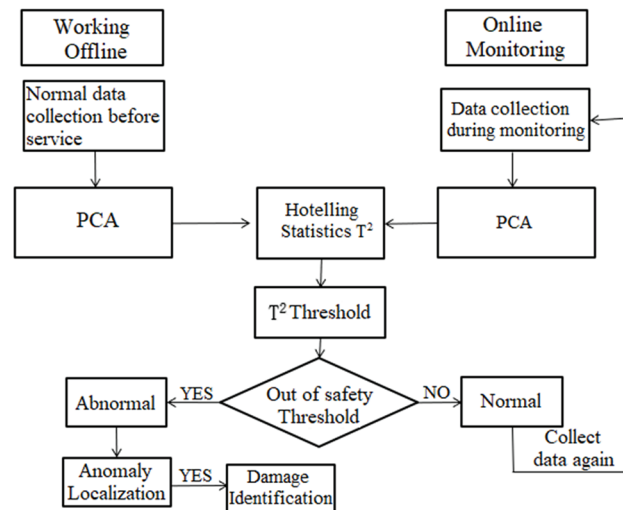 Working
Offline
Online
Monitoring
Normal data
collection before
service
Data collection
during monitoring
PCA
Hotelling
Statistics T²
PCA
T² Threshold
Out of safety
Threshold
YES
NO
Abnormal
Normal
Collect
data again
Anomaly
Localization
YES
Damage
Identification